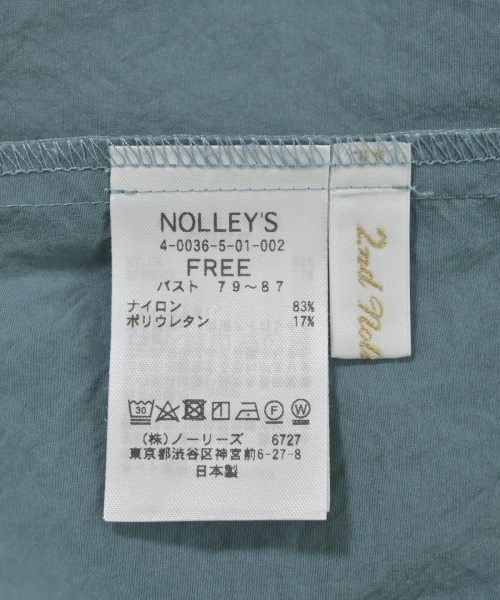 NOLLEY'S
4-0036-5-01-002
FREE
バスト 79～87
ナイロン 83%
ポリウレタン 17%
30 F W
(株)ノーリーズ 6727
東京都渋谷区神宮前6-27-8
日本製
2nd Nol